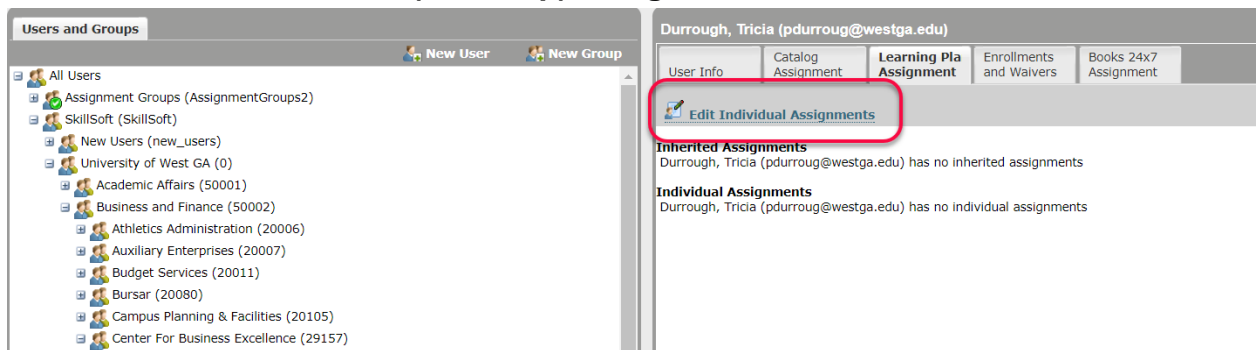 Users and Groups
New User
New Group
All Users
Assignment Groups (AssignmentGroups2)
SkillSoft (SkillSoft)
New Users (new_users)
University of West GA (0)
Academic Affairs (50001)
Business and Finance (50002)
Athletics Administration (20006)
Auxiliary Enterprises (20007)
Budget Services (20011)
Bursar (20080)
Campus Planning & Facilities (20105)
Center For Business Excellence (29157)
Durrough, Tricia (pdurroug@westga.edu)
User Info
Catalog
Assignment
Learning Pla
Assignment
Enrollments
and Waivers
Books 24x7
Assignment
Edit Individual Assignments
Inherited Assignments
Durrough, Tricia (pdurroug@westga.edu) has no inherited assignments
Individual Assignments
Durrough, Tricia (pdurroug@westga.edu) has no individual assignments